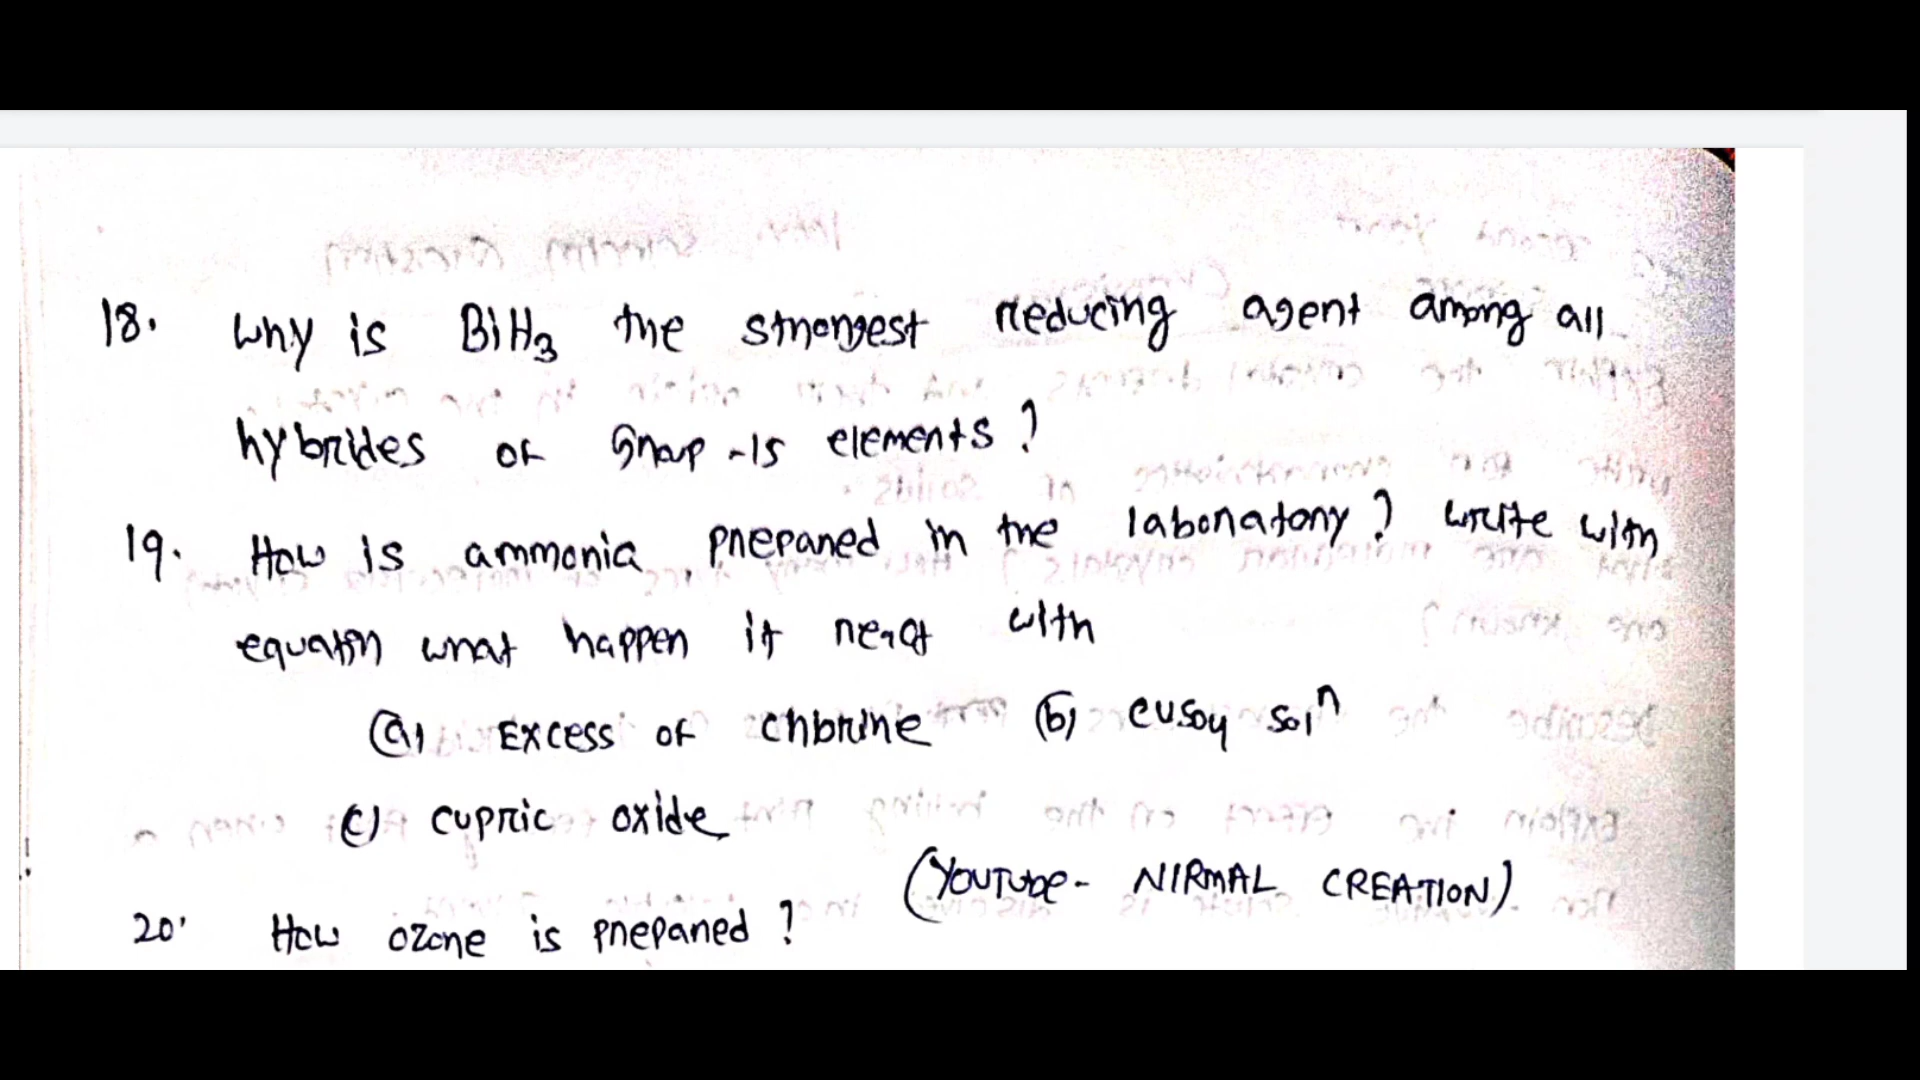 18. Why is BiH3 the strongest reducing agent among all
hybrides of Group-15 elements?
19. How is ammonia prepared in the laboratory? write with
equation what happen if react with
(a) Excess of chlorine (b) cuso4 solⁿ
(c) cupric oxide
(YOUTUBE- NIRMAL CREATION)
20. How ozone is prepared?